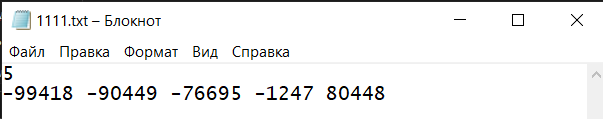 1111.txt – Блокнот
Файл Правка Формат Вид Справка
5
-99418 -90449 -76695 -1247 80448